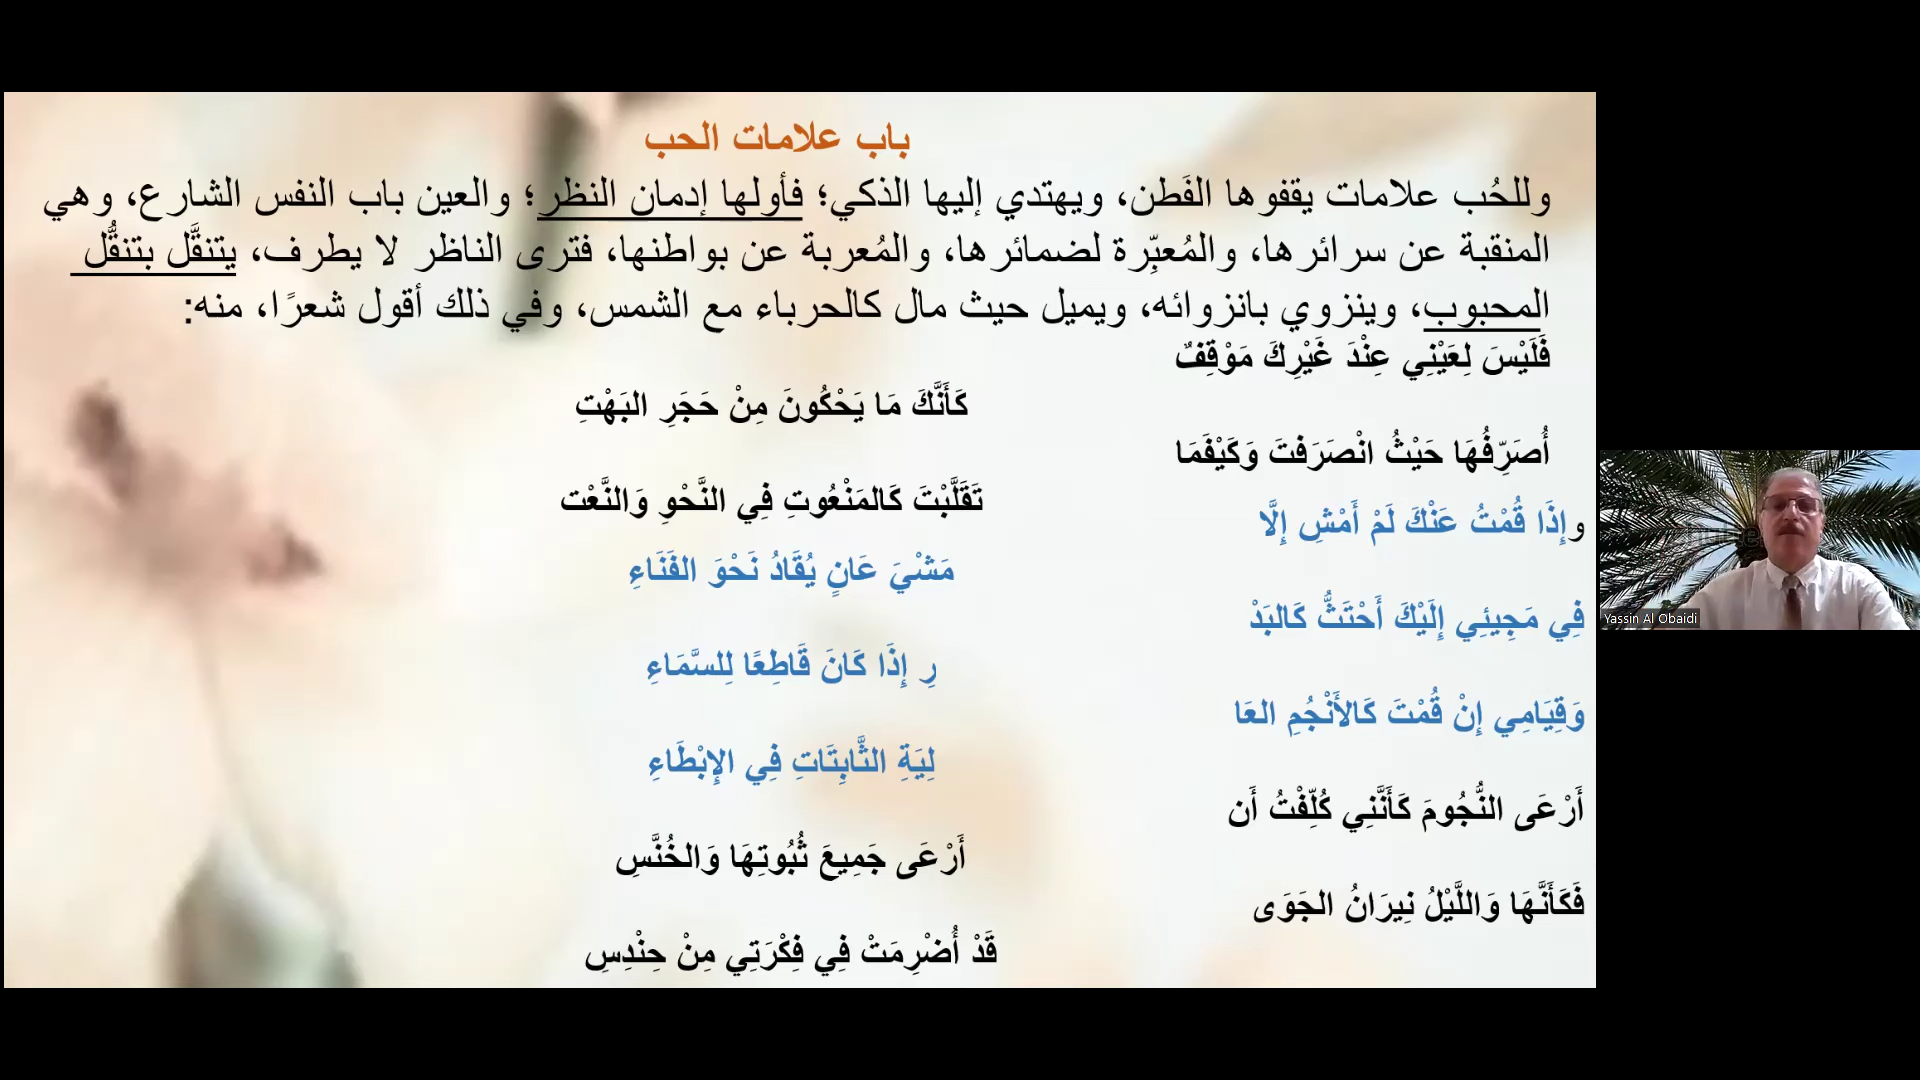 باب علامات الحب
وللحُب علامات يقفوها الفَطن، ويهتدي إليها الذكي؛ فأولها إدمان النظر؛ والعين باب النفس الشارع، وهي
المنقبة عن سرائرها، والمُعبِّرة لضمائرها، والمُعربة عن بواطنها، فترى الناظر لا يطرف، يتنقَّل بتنقُّل
المحبوب، وينزوي بانزوائه، ويميل حيث مال كالحرباء مع الشمس، وفي ذلك أقول شعرًا، منه:
فَلَيْسَ لِعَيْنِي عِنْدَ غَيْرِكَ مَوْقِفٌ
كَأَنَّكَ مَا يَحْكُونَ مِنْ حَجَرِ البَهْتِ
أُصَرِّفُهَا حَيْثُ انْصَرَفتَ وَكَيْفَمَا
تَقَلَّبْتَ كَالمَنْعُوتِ فِي النَّحْوِ وَالنَّعْت
وإِذَا قُمْتُ عَنْكَ لَمْ أَمْشِ إِلَّا
مَشْيَ عَانٍ يُقَادُ نَحْوَ الفَنَاءِ
فِي مَجِيئِي إِلَيْكَ أَحْتَثُّ كَالبَدْ
رِ إِذَا كَانَ قَاطِعًا لِلسَّمَاءِ
وَقِيَامِي إِنْ قُمْتَ كَالأَنْجُمِ العَا
لِيَةِ الثَّابِتَاتِ فِي الإِبْطَاءِ
أَرْعَى النُّجُومَ كَأَنَّنِي كُلِّفْتُ أَن
أَرْعَى جَمِيعَ ثُبُوتِهَا وَالخُنَّسِ
فَكَأَنَّهَا وَاللَّيْلُ نِيرَانُ الجَوَى
قَدْ أُضْرِمَتْ فِي فِكْرَتِي مِنْ حِنْدِسِ
Yassin Al Obaidi